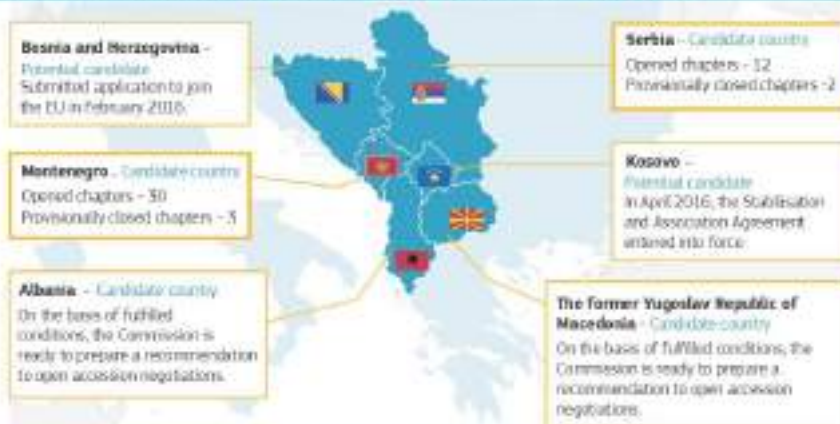 Bosnia and Herzegovina –
Potential candidate
Submitted application to join
the EU in February 2016.
Montenegro - Candidate country
Opened chapters – 30
Provisionally closed chapters – 3
Albania – Candidate country
On the basis of fulfilled
conditions, the Commission is
ready to prepare a recommendation
to open accession negotiations.
Serbia – Candidate country
Opened chapters – 12
Provisionally closed chapters -2
Kosovo –
Potential candidate
In April 2016, the Stabilisation
and Association Agreement
entered into force
The former Yugoslav Republic of
Macedonia - Candidate country
On the basis of fulfilled conditions, the
Commission is ready to prepare a
recommendation to open accession
negotiations.